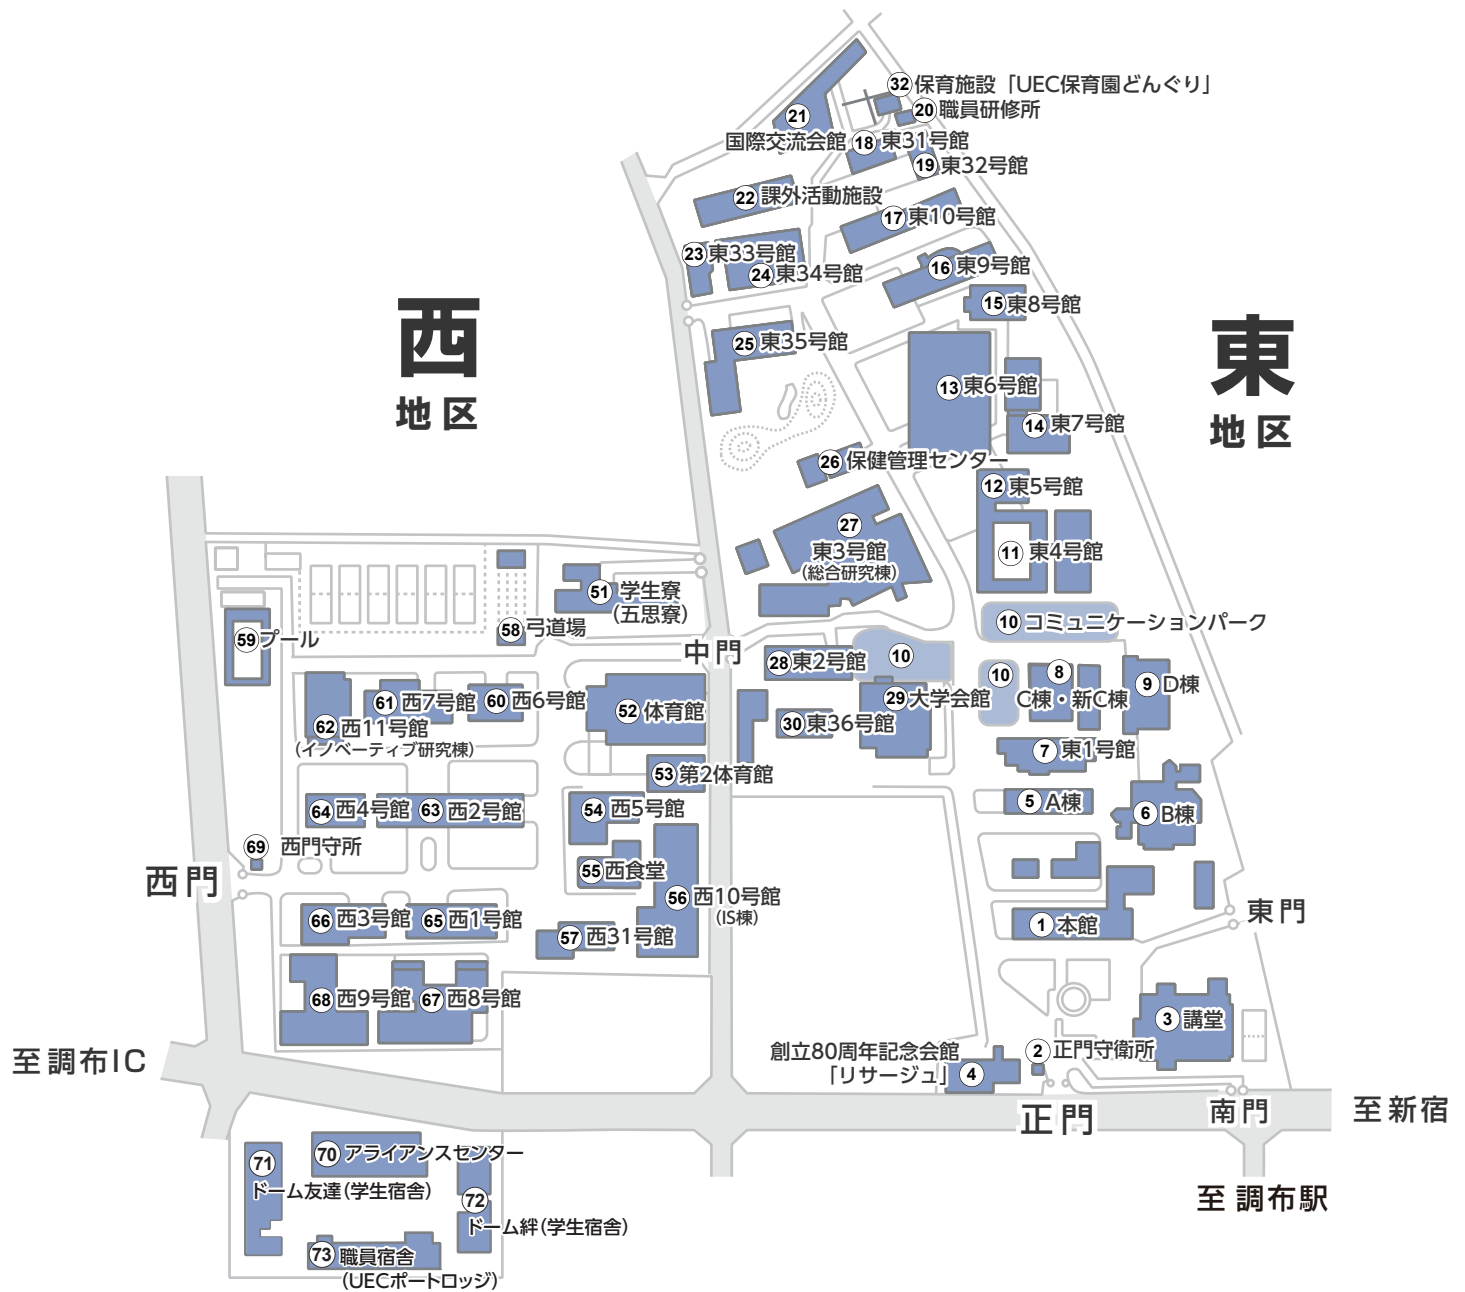 32 保育施設「UEC保育園どんぐり」
20 職員研修所
21
国際交流会館
18 東31号館
19 東32号館
22 課外活動施設
17 東10号館
23 東33号館
24 東34号館
16 東9号館
15 東8号館
西
地区
東
地区
25 東35号館
13 東6号館
14 東7号館
26 保健管理センター
12 東5号館
27
東3号館
(総合研究棟)
11 東4号館
51 学生寮
(五思寮)
10 コミュニケーションパーク
58 弓道場
59 プール
中門
28 東2号館
10
10
8
C棟・新C棟
9 D棟
61 西7号館
60 西6号館
62 西11号館
(イノベーティブ研究棟)
52 体育館
29 大学会館
30 東36号館
7 東1号館
53 第2体育館
64 西4号館
63 西2号館
54 西5号館
5 A棟
6 B棟
69 西門守所
西門
55 西食堂
56 西10号館
(IS棟)
66 西3号館
65 西1号館
57 西31号館
1 本館
東門
68 西9号館
67 西8号館
3 講堂
至調布IC
創立80周年記念会館
「リサージュ」
4
2 正門守衛所
正門
南門
至新宿
至 調布駅
71
ドーム友達(学生宿舎)
70 アライアンスセンター
72
ドーム絆(学生宿舎)
73 職員宿舎
(UECポートロッジ)